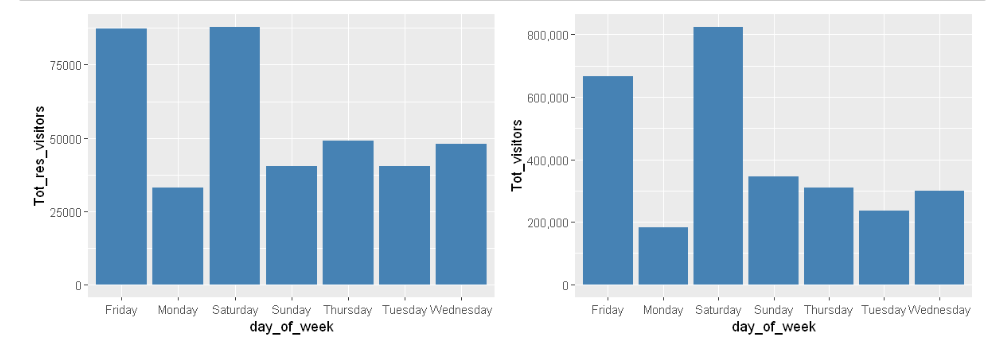 Tot_res_visitors
75000
50000
25000
0
Friday Monday Saturday Sunday Thursday Tuesday Wednesday
day_of_week
Tot_visitors
800,000
600,000
400,000
200,000
0
Friday Monday Saturday Sunday Thursday Tuesday Wednesday
day_of_week